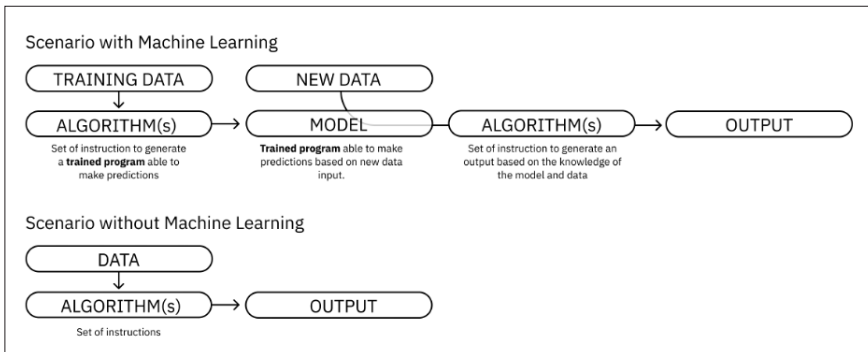 Scenario with Machine Learning
TRAINING DATA
NEW DATA
ALGORITHM(s)
MODEL
ALGORITHM(s)
OUTPUT
Set of instruction to generate
a trained program able to
make predictions
Trained program able to make
predictions based on new data
input.
Set of instruction to generate an
output based on the knowledge of
the model and data
Scenario without Machine Learning
DATA
ALGORITHM(s)
OUTPUT
Set of instructions